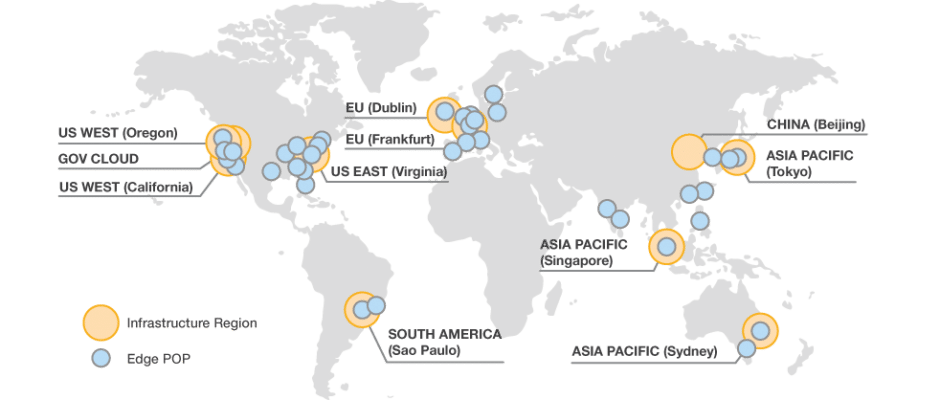 US WEST (Oregon)
GOV CLOUD
US WEST (California)
EU (Dublin)
EU (Frankfurt)
US EAST (Virginia)
CHINA (Beijing)
ASIA PACIFIC
(Tokyo)
ASIA PACIFIC
(Singapore)
SOUTH AMERICA
(Sao Paulo)
ASIA PACIFIC (Sydney)
Infrastructure Region
Edge POP